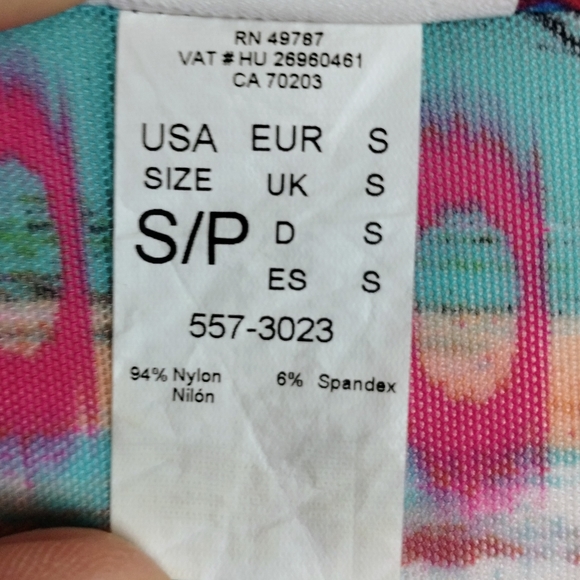 RN 49787
VAT # HU 26960461
CA 70203
USA EUR S
SIZE UK S
S/P D S
ES S
557-3023
94% Nylon 6% Spandex
Nilón